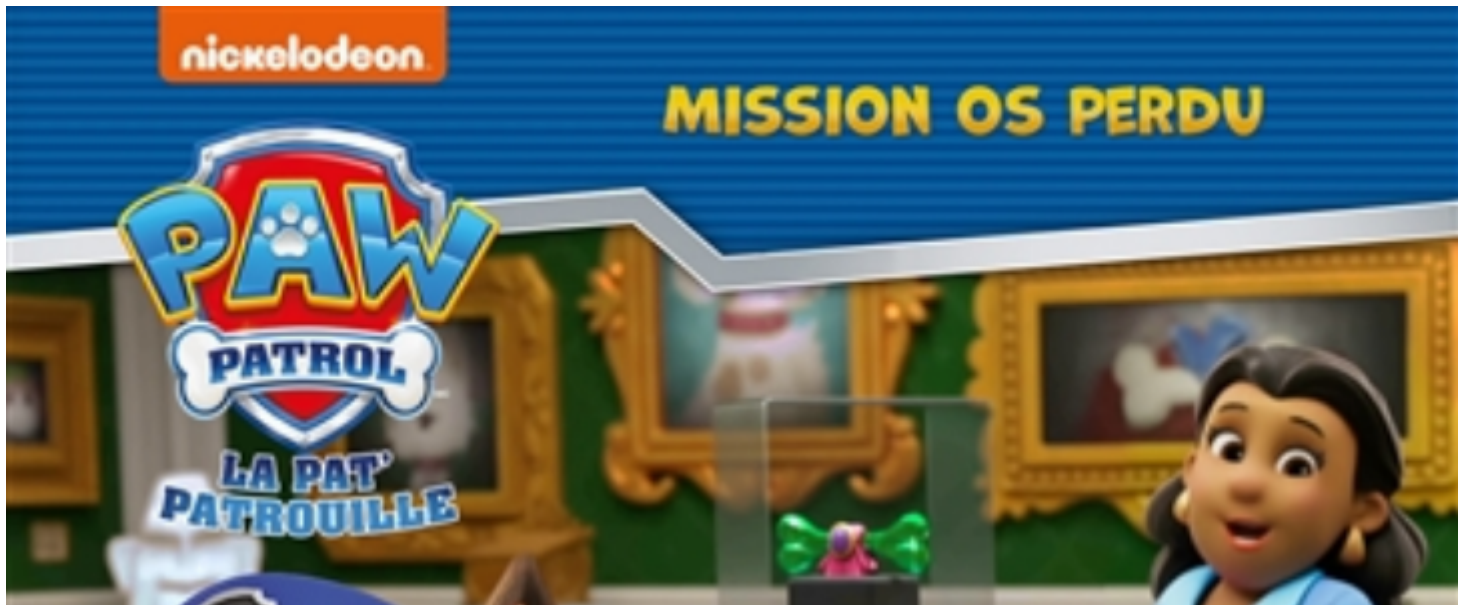 nickelodeon
MISSION OS PERDU
PAW
PATROL
LA PAT'
PATROUILLE